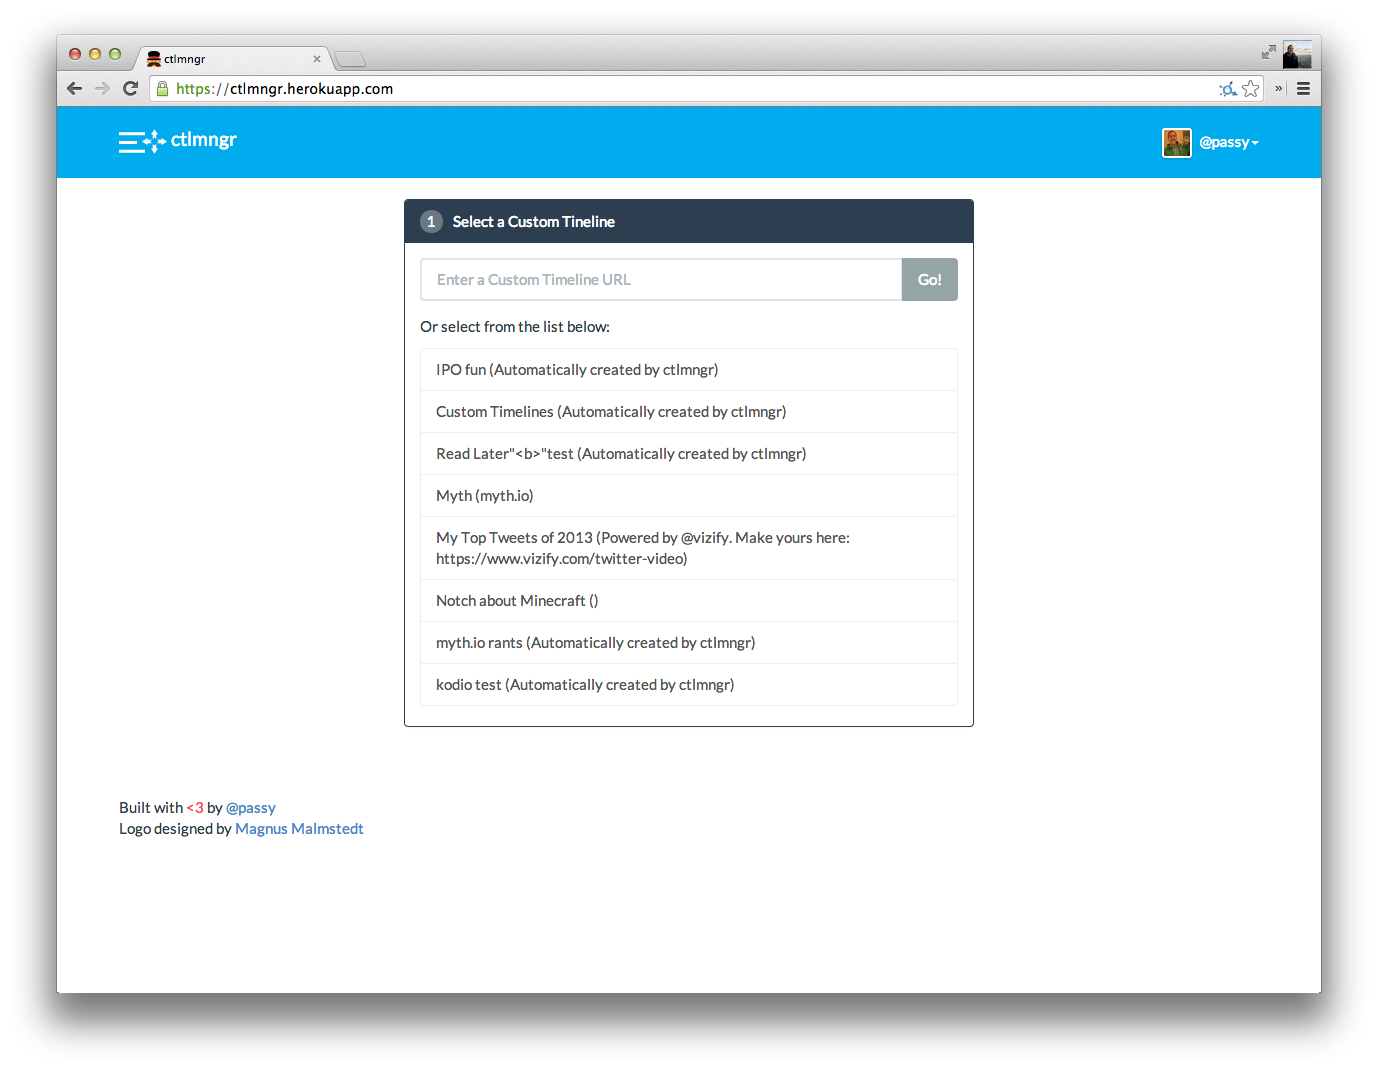 ctlmngr
https://ctlmngr.herokuapp.com
ctlmngr
@passy
1 Select a Custom Tineline
Enter a Custom Timeline URL
Go!
Or select from the list below:
IPO fun (Automatically created by ctlmngr)
Custom Timelines (Automatically created by ctlmngr)
Read Later"<b>"test (Automatically created by ctlmngr)
Myth (myth.io)
My Top Tweets of 2013 (Powered by @vizify. Make yours here:
https://www.vizify.com/twitter-video)
Notch about Minecraft ()
myth.io rants (Automatically created by ctlmngr)
kodio test (Automatically created by ctlmngr)
Built with <3 by @passy
Logo designed by Magnus Malmstedt